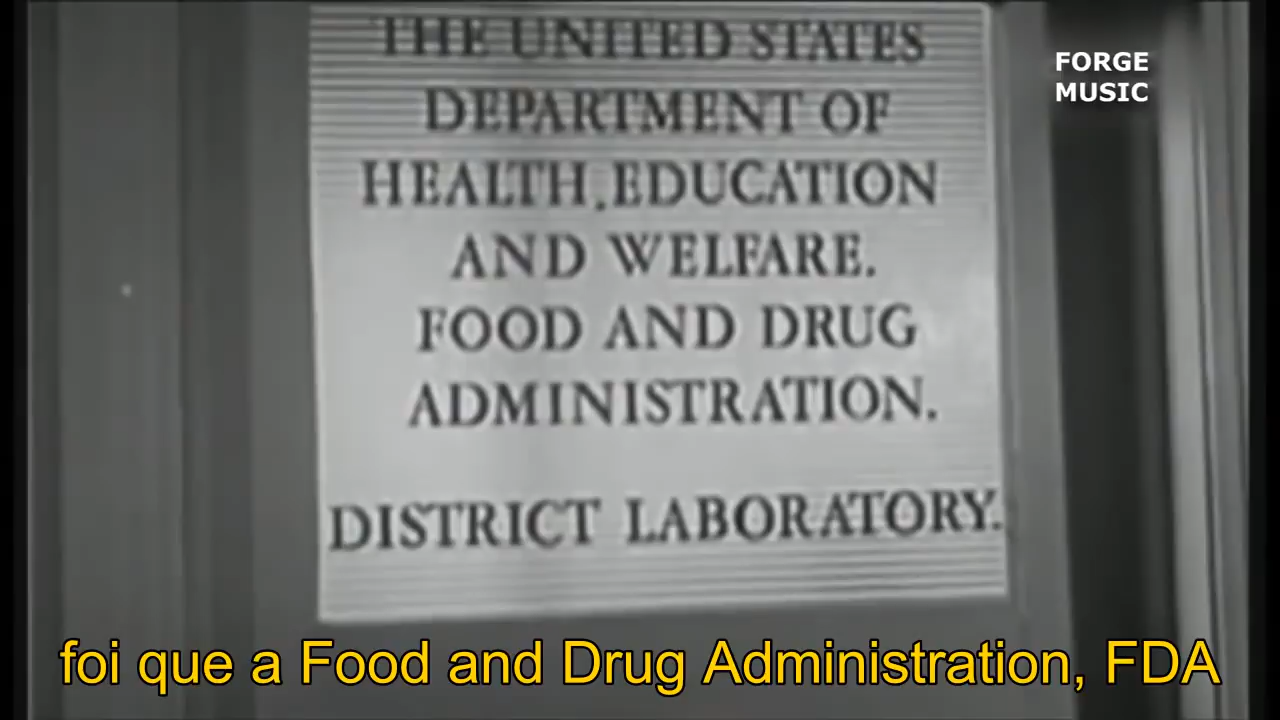 THE UNITED STATES
DEPARTMENT OF
HEALTH, EDUCATION
AND WELFARE.
FOOD AND DRUG
ADMINISTRATION.
DISTRICT LABORATORY.
FORGE
MUSIC
foi que a Food and Drug Administration, FDA